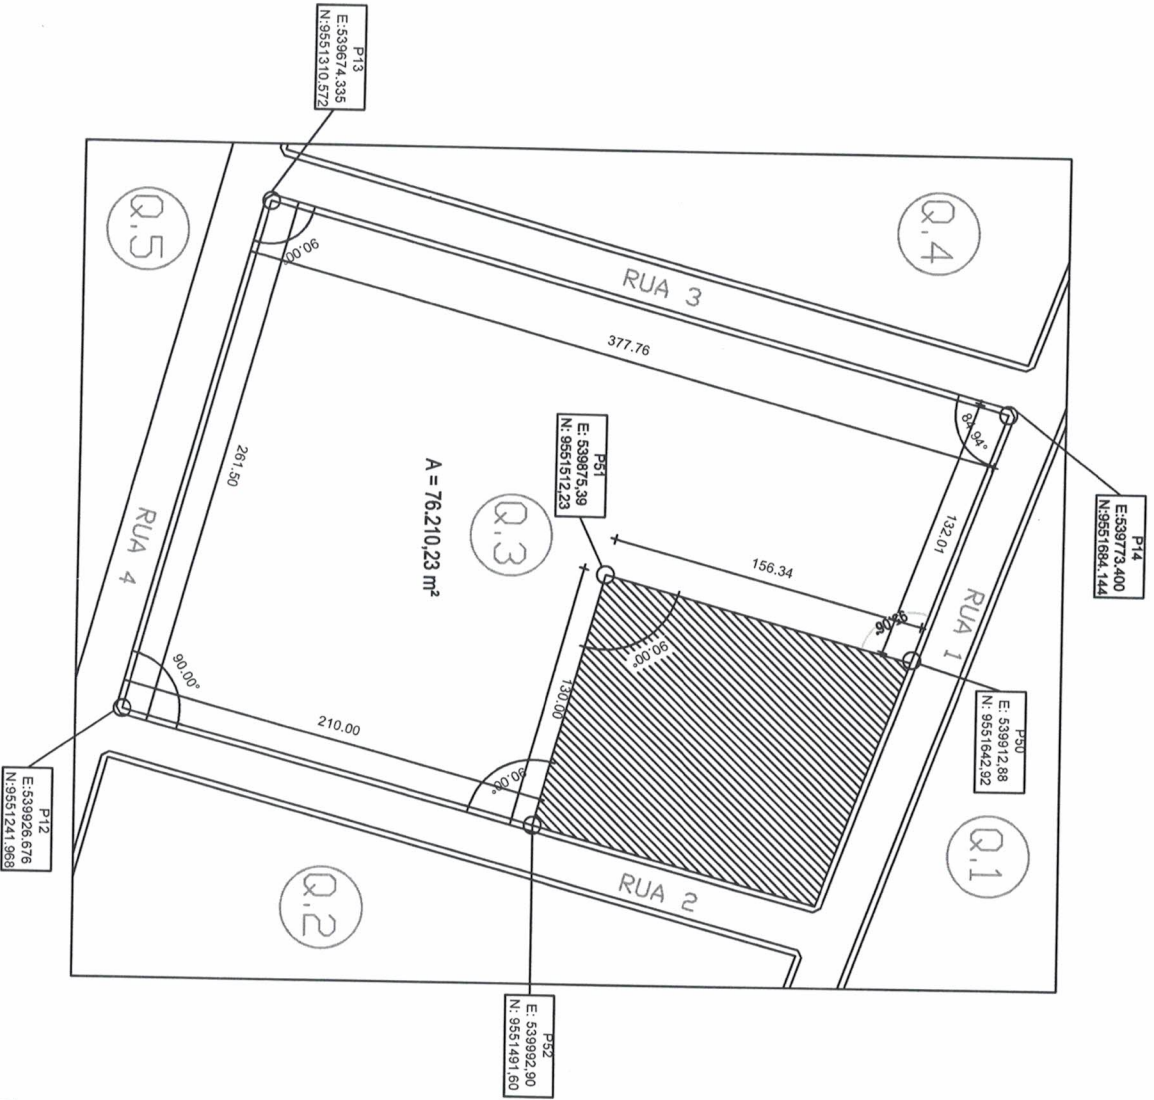 P13
E:539674.335
N:9551310.572
P14
E:539773.400
N:9551684.144
Q.5
Q.4
RUA 3
90.00°
84.94°
377.76
132.01
RUA 1
P51
E: 539875,39
N: 9551512,23
156.34
261.50
A = 76.210,23 m²
Q.3
90.00°
95.06°
P50
E: 539912,88
N: 9551642,92
RUA 4
90.00°
130.00
210.00
90.00°
P12
E:539926.676
N:9551241.968
RUA 2
Q.1
Q.2
P52
E: 539992,90
N: 9551491,60